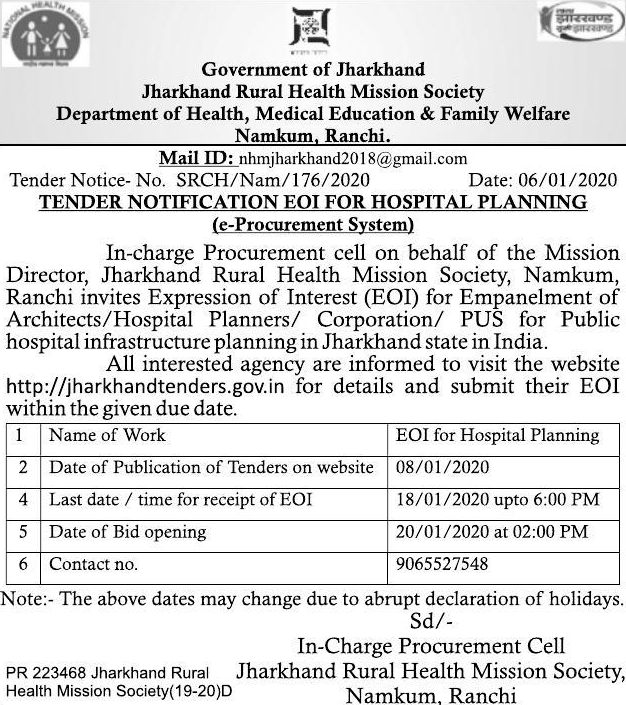 NATIONAL HEALTH MISSION
झारखण्ड
Government of Jharkhand
Jharkhand Rural Health Mission Society
Department of Health, Medical Education & Family Welfare
Namkum, Ranchi.
Mail ID: nhmjharkhand2018@gmail.com
Tender Notice- No. SRCH/Nam/176/2020 Date: 06/01/2020
TENDER NOTIFICATION EOI FOR HOSPITAL PLANNING
(e-Procurement System)
In-charge Procurement cell on behalf of the Mission
Director, Jharkhand Rural Health Mission Society, Namkum,
Ranchi invites Expression of Interest (EOI) for Empanelment of
Architects/Hospital Planners/ Corporation/ PUS for Public
hospital infrastructure planning in Jharkhand state in India.
All interested agency are informed to visit the website
http://jharkhandtenders.gov.in for details and submit their EOI
within the given due date.
1 Name of Work EOI for Hospital Planning
2 Date of Publication of Tenders on website 08/01/2020
4 Last date / time for receipt of EOI 18/01/2020 upto 6:00 PM
5 Date of Bid opening 20/01/2020 at 02:00 PM
6 Contact no. 9065527548
Note:- The above dates may change due to abrupt declaration of holidays.
Sd/-
In-Charge Procurement Cell
Jharkhand Rural Health Mission Society,
Namkum, Ranchi
PR 223468 Jharkhand Rural
Health Mission Society(19-20)D